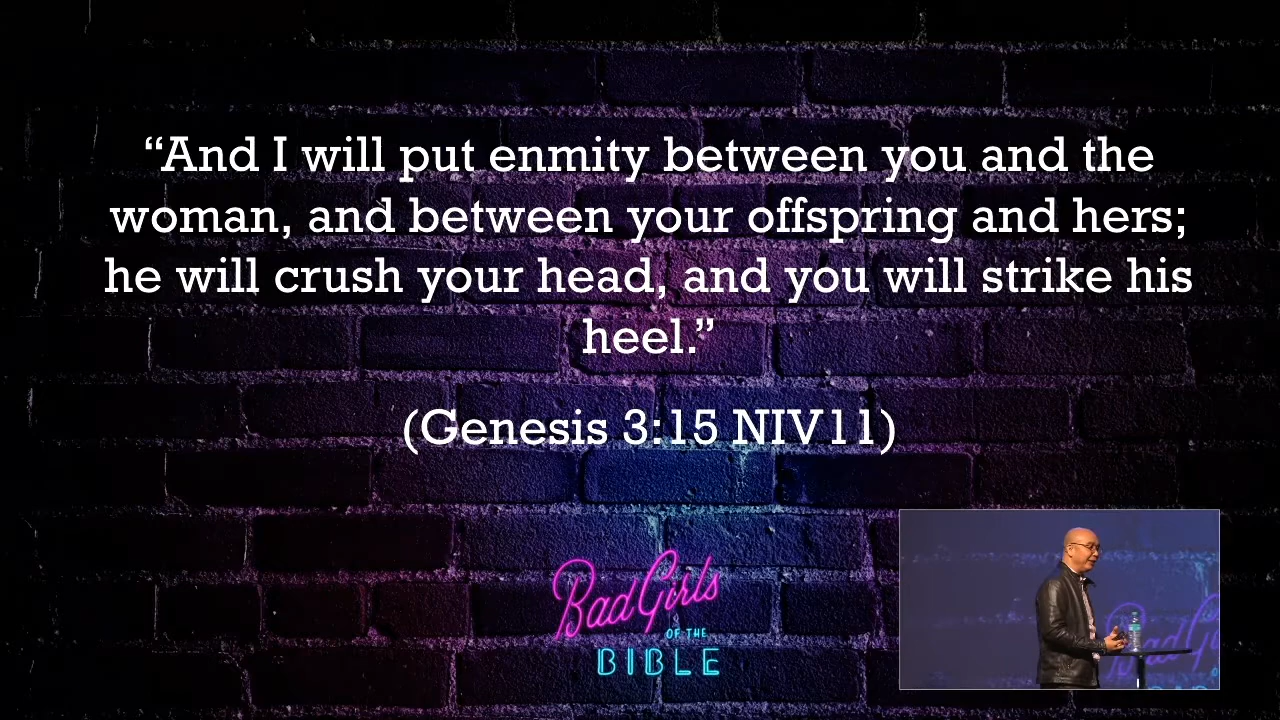 “And I will put enmity between you and the
woman, and between your offspring and hers;
he will crush your head, and you will strike his
heel.”
(Genesis 3:15 NIV11)
Bad Girls
OF THE
BIBLE